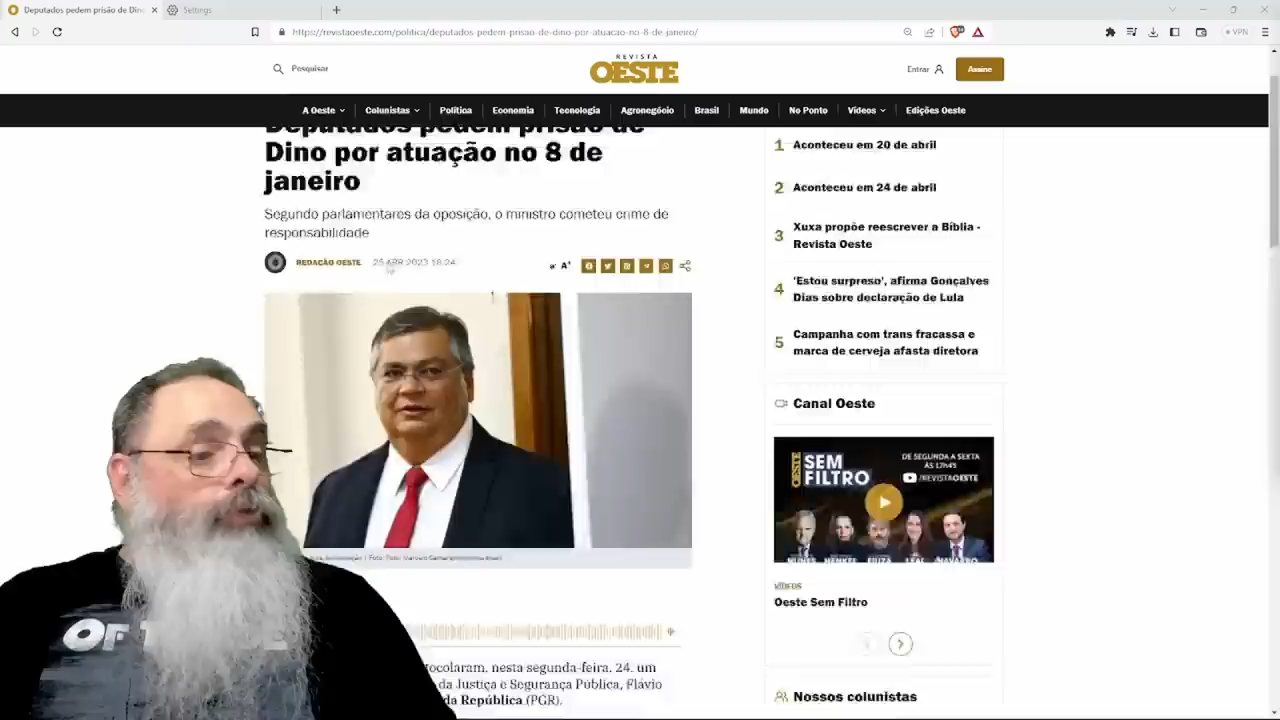 Deputados pedem prisão de Din
Oestings
https://revistaoeste.com/politica/deputados-pedem-prisao-de-dino-por-atuacao-no-8-de-janeiro/
VPN
Pesquisar
REVISTA
OESTE
Entrar
Assine
A Oeste
Colunistas
Política
Economia
Tecnologia
Agronegócio
Brasil
Mundo
No Ponto
Vídeos
Edições Oeste
Deputados pedem prisão de
Dino por atuação no 8 de
janeiro
Segundo parlamentares da oposição, o ministro cometeu crime de
responsabilidade
REDAÇÃO OESTE
25 ABR 2023 18:24
A+
ocolaram, nesta segunda-feira, 24, um
da Justiça e Segurança Pública, Flávio
da República (PGR).
1 Aconteceu em 20 de abril
2 Aconteceu em 24 de abril
3 Xuxa propõe reescrever a Bíblia -
Revista Oeste
4 'Estou surpreso', afirma Gonçalves
Dias sobre declaração de Lula
5 Campanha com trans fracassa e
marca de cerveja afasta diretora
Canal Oeste
OESTE
SEM
FILTRO
DE SEGUNDA A SEXTA
ÀS 17H45
/REVISTAOESTE
VÍDEOS
Oeste Sem Filtro
Nossos colunistas